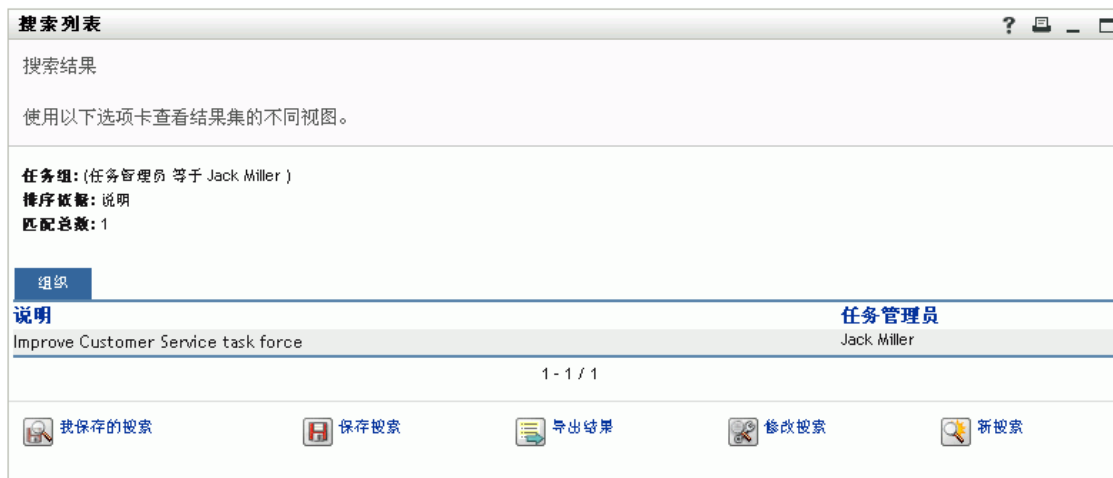 搜索列表
?
搜索结果
使用以下选项卡查看结果集的不同视图。
任务组: (任务管理员 等于 Jack Miller )
排序依据: 说明
匹配总数: 1
组织
说明 任务管理员
Improve Customer Service task force Jack Miller
1 - 1 / 1
我保存的搜索 保存搜索 导出结果 修改搜索 新搜索